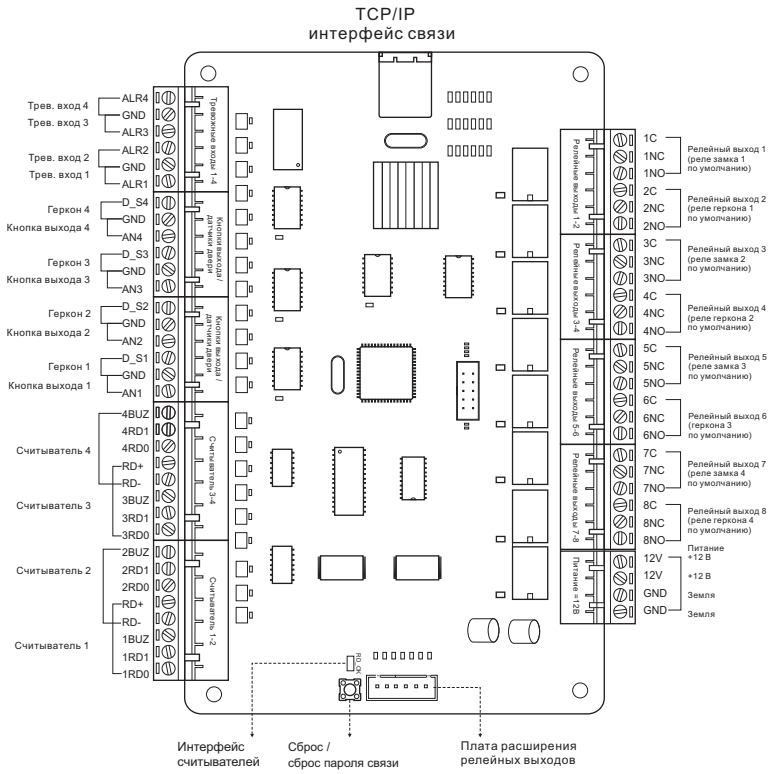 TCP/IP
интерфейс связи
Трев. вход 4
Трев. вход 3
Трев. вход 2
Трев. вход 1
Геркон 4
Кнопка выхода 4
Геркон 3
Кнопка выхода 3
Геркон 2
Кнопка выхода 2
Геркон 1
Кнопка выхода 1
Считыватель 4
Считыватель 3
Считыватель 2
Считыватель 1
ALR4
GND
ALR3
ALR2
GND
ALR1
D_S4
GND
AN4
D_S3
GND
AN3
D_S2
GND
AN2
D_S1
GND
AN1
4BUZ
4RD1
4RD0
RD+
RD-
3BUZ
3RD1
3RD0
2BUZ
2RD1
2RD0
RD+
RD-
1BUZ
1RD1
1RD0
Тревожные входы 1-4
Кнопки выхода /
датчики двери
Кнопки выхода /
датчики двери
Считыватель 3-4
Считыватель 1-2
Релейные выходы 1-2
Релейные выходы 3-4
Релейные выходы 5-6
Релейные выходы 7-8
Питание =12В
1C
1NC
1NO
2C
2NC
2NO
3C
3NC
3NO
4C
4NC
4NO
5C
5NC
5NO
6C
6NC
6NO
7C
7NC
7NO
8C
8NC
8NO
12V
12V
GND
GND
Релейный выход 1
(реле замка 1
по умолчанию)
Релейный выход 2
(реле геркона 1
по умолчанию)
Релейный выход 3
(реле замка 2
по умолчанию)
Релейный выход 4
(реле геркона 2
по умолчанию)
Релейный выход 5
(реле замка 3
по умолчанию)
Релейный выход 6
(геркона 3
по умолчанию)
Релейный выход 7
(реле замка 4
по умолчанию)
Релейный выход 8
(реле геркона 4
по умолчанию)
Питание
+12 В
+12 В
Земля
Земля
RD OK
Интерфейс
считывателей
Сброс /
сброс пароля связи
Плата расширения
релейных выходов